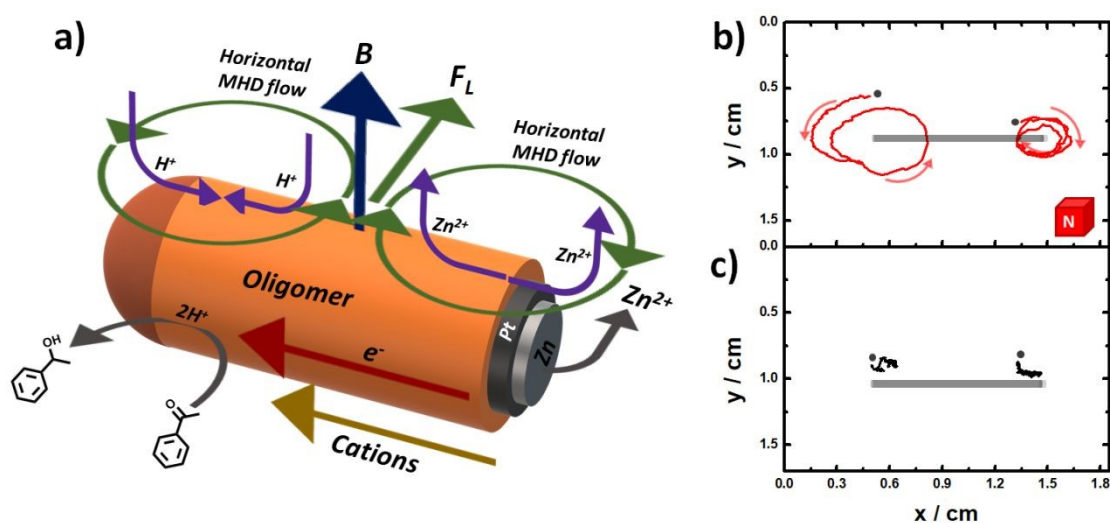 a)
B
F_L
Horizontal
MHD flow
Horizontal
MHD flow
H⁺
H⁺
Zn²⁺
Zn²⁺
Zn²⁺
Oligomer
Pt
Zn
2H⁺
e⁻
Cations
OH
O
b)
0.0
0.5
1.0
1.5
y / cm
N
c)
0.0
0.5
1.0
1.5
y / cm
0.0 0.3 0.6 0.9 1.2 1.5 1.8
x / cm